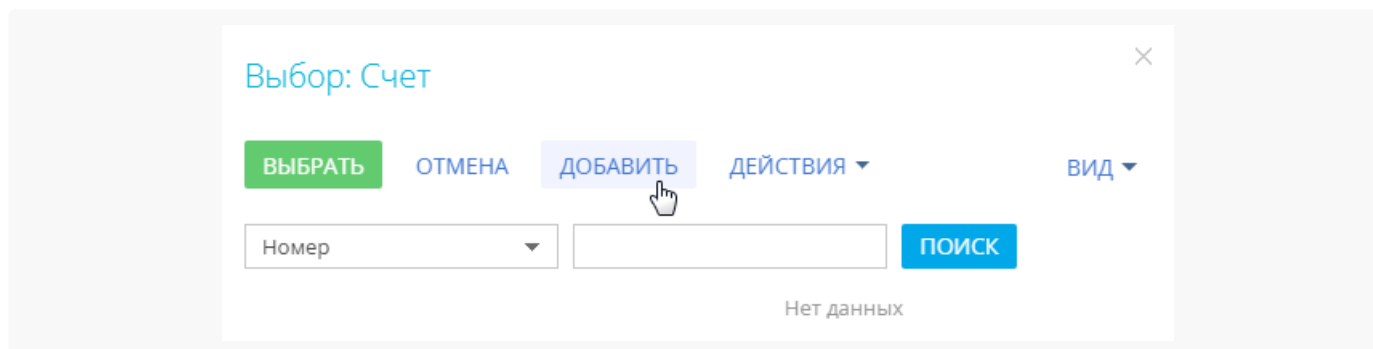 Выбор: Счет
ВЫБРАТЬ ОТМЕНА ДОБАВИТЬ ДЕЙСТВИЯ ВИД
Номер ПОИСК
Нет данных